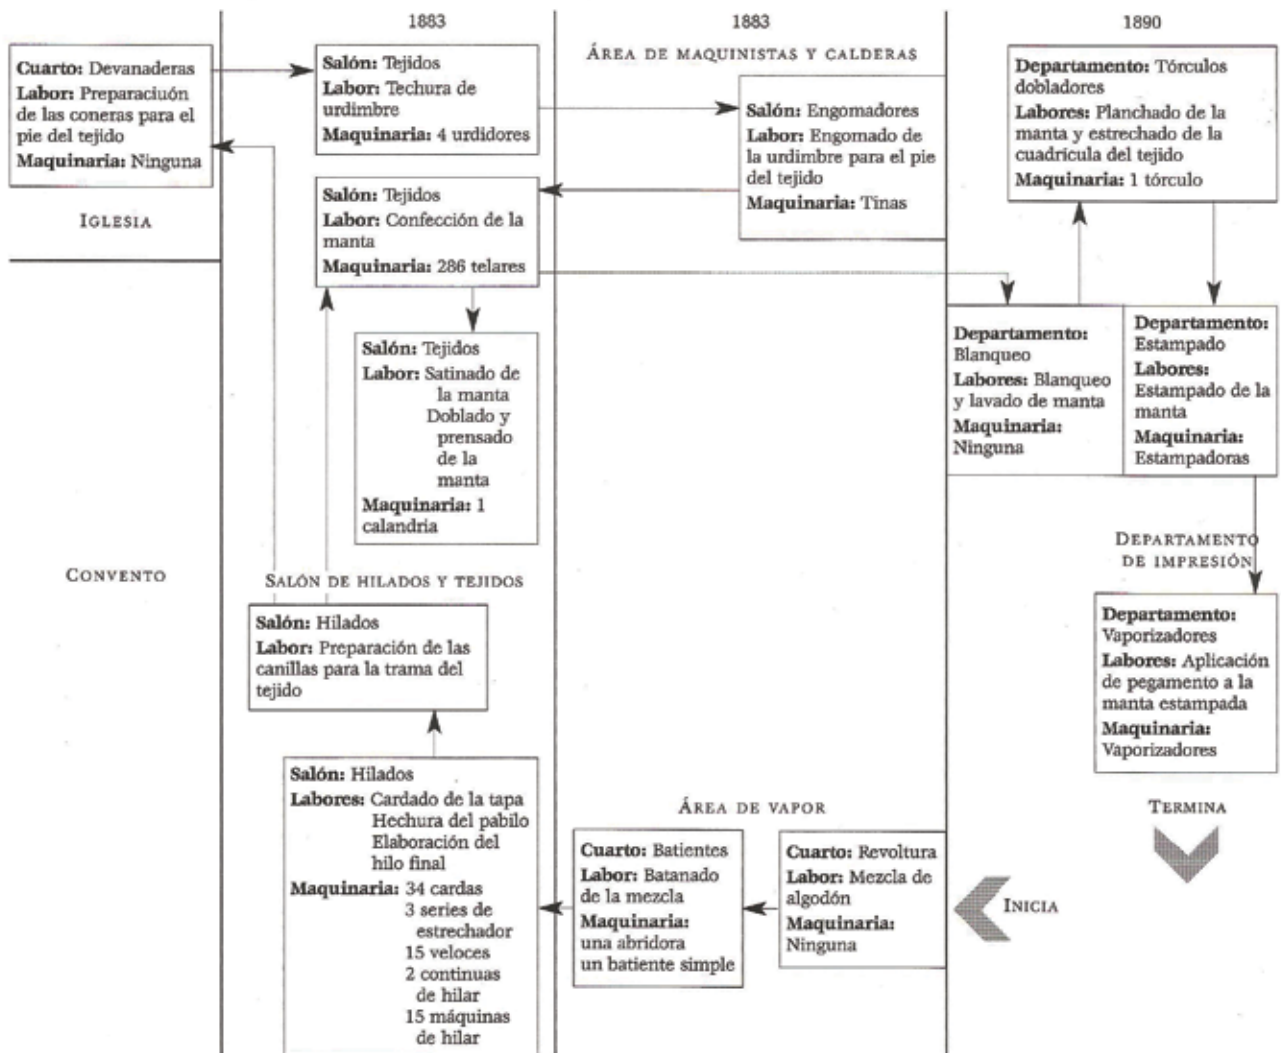 1883
1883
1890
Cuarto: Devanaderas
Labor: Preparaciuón
de las coneras para el
pie del tejido
Maquinaria: Ninguna
IGLESIA
CONVENTO
Salón: Tejidos
Labor: Techura de
urdimbre
Maquinaria: 4 urdidores
Salón: Tejidos
Labor: Confección de la
manta
Maquinaria: 286 telares
Salón: Tejidos
Labor: Satinado de
la manta
Doblado y
prensado
de la
manta
Maquinaria: 1
calandria
SALÓN DE HILADOS Y TEJIDOS
Salón: Hilados
Labor: Preparación de las
canillas para la trama del
tejido
Salón: Hilados
Labores: Cardado de la tapa
Hechura del pabilo
Elaboración del
hilo final
Maquinaria: 34 cardas
3 series de
estrechador
15 veloces
2 continuas
de hilar
15 máquinas
de hilar
ÁREA DE MAQUINISTAS Y CALDERAS
Salón: Engomadores
Labor: Engomado de
la urdimbre para el pie
del tejido
Maquinaria: Tinas
ÁREA DE VAPOR
Cuarto: Batientes
Labor: Batanado
de la mezcla
Maquinaria:
una abridora
un batiente simple
Cuarto: Revoltura
Labor: Mezcla de
algodón
Maquinaria:
Ninguna
Departamento: Tórculos
dobladores
Labores: Planchado de la
manta y estrechado de la
cuadrícula del tejido
Maquinaria: 1 tórculo
Departamento:
Blanqueo
Labores: Blanqueo
y lavado de manta
Maquinaria:
Ninguna
Departamento:
Estampado
Labores:
Estampado de la
manta
Maquinaria:
Estampadoras
DEPARTAMENTO
DE IMPRESIÓN
Departamento:
Vaporizadores
Labores: Aplicación
de pegamento a la
manta estampada
Maquinaria:
Vaporizadores
TERMINA
INICIA